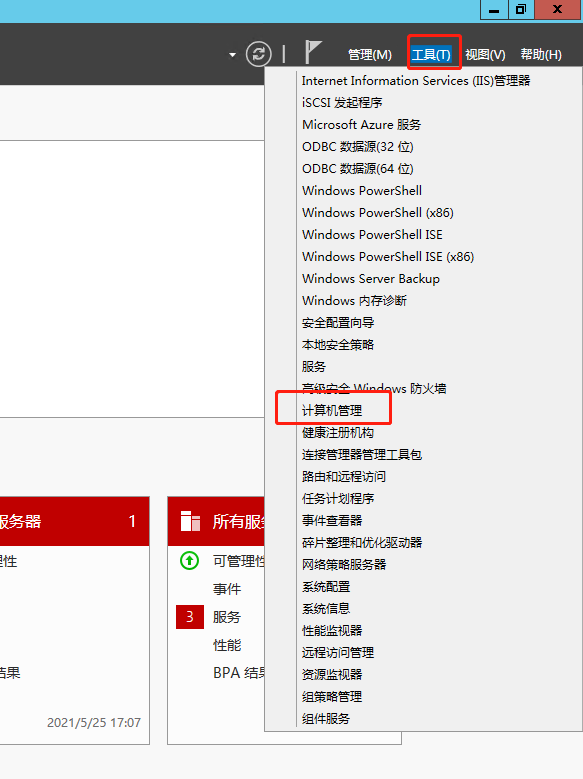 管理(M) 工具(T) 视图(V) 帮助(H)
Internet Information Services (IIS)管理器
iSCSI 发起程序
Microsoft Azure 服务
ODBC 数据源(32 位)
ODBC 数据源(64 位)
Windows PowerShell
Windows PowerShell (x86)
Windows PowerShell ISE
Windows PowerShell ISE (x86)
Windows Server Backup
Windows 内存诊断
安全配置向导
本地安全策略
服务
高级安全 Windows 防火墙
计算机管理
健康注册机构
连接管理器管理工具包
路由和远程访问
任务计划程序
事件查看器
碎片整理和优化驱动器
网络策略服务器
系统配置
系统信息
性能监视器
远程访问管理
资源监视器
组策略管理
组件服务
服务器 1
理性
结果
2021/5/25 17:07
所有服务
可管理性
事件
3 服务
性能
BPA 结果